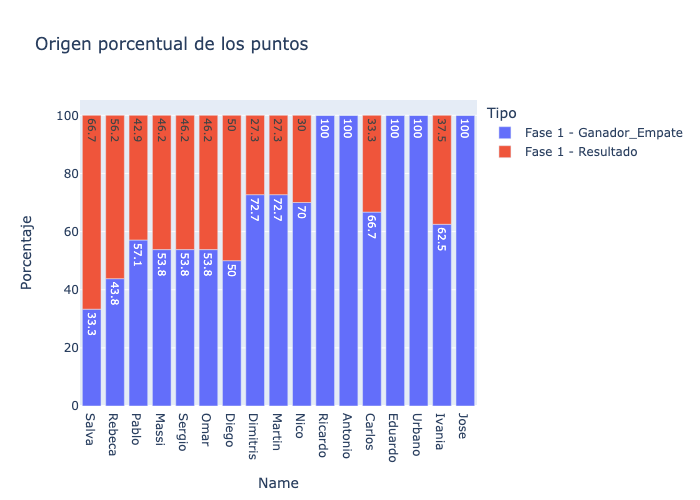 Origen porcentual de los puntos
Tipo
Fase 1 - Ganador_Empate
Fase 1 - Resultado
Porcentaje
100
80
60
40
20
0
66.7
56.2
42.9
46.2
46.2
46.2
50
27.3
27.3
30
100
100
33.3
100
100
37.5
100
33.3
43.8
57.1
53.8
53.8
53.8
50
72.7
72.7
70
66.7
62.5
Salva
Rebeca
Pablo
Massi
Sergio
Omar
Diego
Dimitris
Martin
Nico
Ricardo
Antonio
Carlos
Eduardo
Urbano
Ivania
Jose
Name